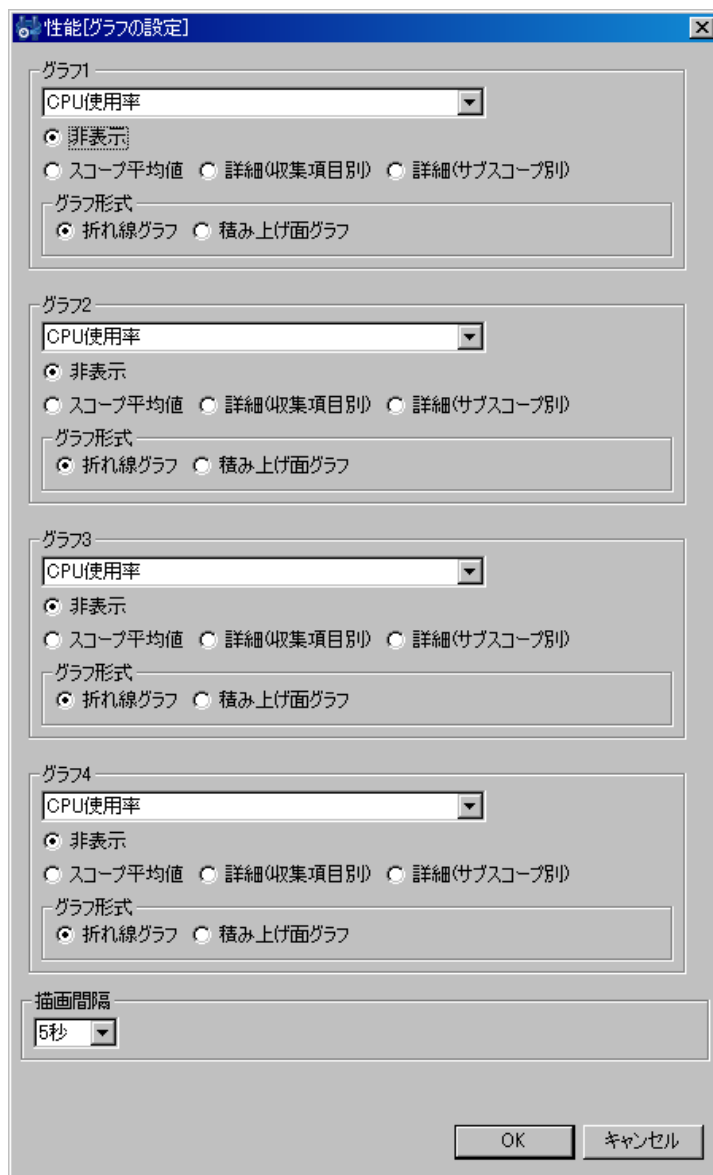 性能[グラフの設定]
グラフ1
CPU使用率
非表示
スコープ平均値 詳細(収集項目別) 詳細(サブスコープ別)
グラフ形式
折れ線グラフ 積み上げ面グラフ
グラフ2
CPU使用率
非表示
スコープ平均値 詳細(収集項目別) 詳細(サブスコープ別)
グラフ形式
折れ線グラフ 積み上げ面グラフ
グラフ3
CPU使用率
非表示
スコープ平均値 詳細(収集項目別) 詳細(サブスコープ別)
グラフ形式
折れ線グラフ 積み上げ面グラフ
グラフ4
CPU使用率
非表示
スコープ平均値 詳細(収集項目別) 詳細(サブスコープ別)
グラフ形式
折れ線グラフ 積み上げ面グラフ
描画間隔
5秒
OK キャンセル